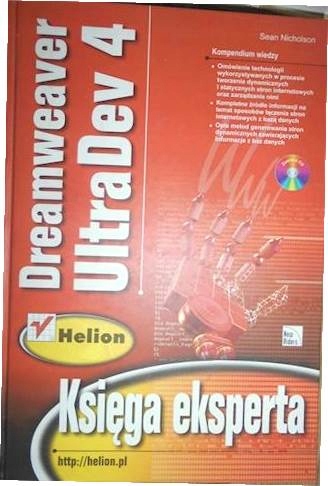 Sean Nicholson
Kompendium wiedzy
• Omówienie technologii
wykorzystywanych w procesie
tworzenia dynamicznych
i statycznych stron internetowych
oraz zarządzania nimi
• Kompletne źródło informacji na
temat sposobów łączenia stron
internetowych z bazą danych
• Opis metod generowania stron
dynamicznych zawierających
informacje z baz danych
Dreamweaver
UltraDev 4
Helion
New
Riders
Księga eksperta
http://helion.pl